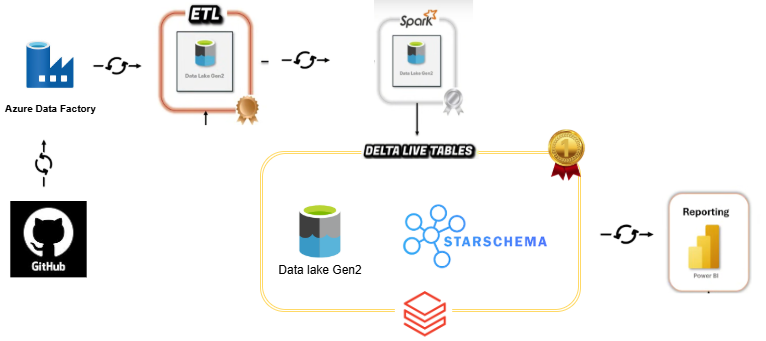 ETL
Data Lake Gen2
Spark
Data Lake Gen2
Azure Data Factory
DELTA LIVE TABLES
1
GitHub
Data lake Gen2
STARSCHEMA
Reporting
Power BI